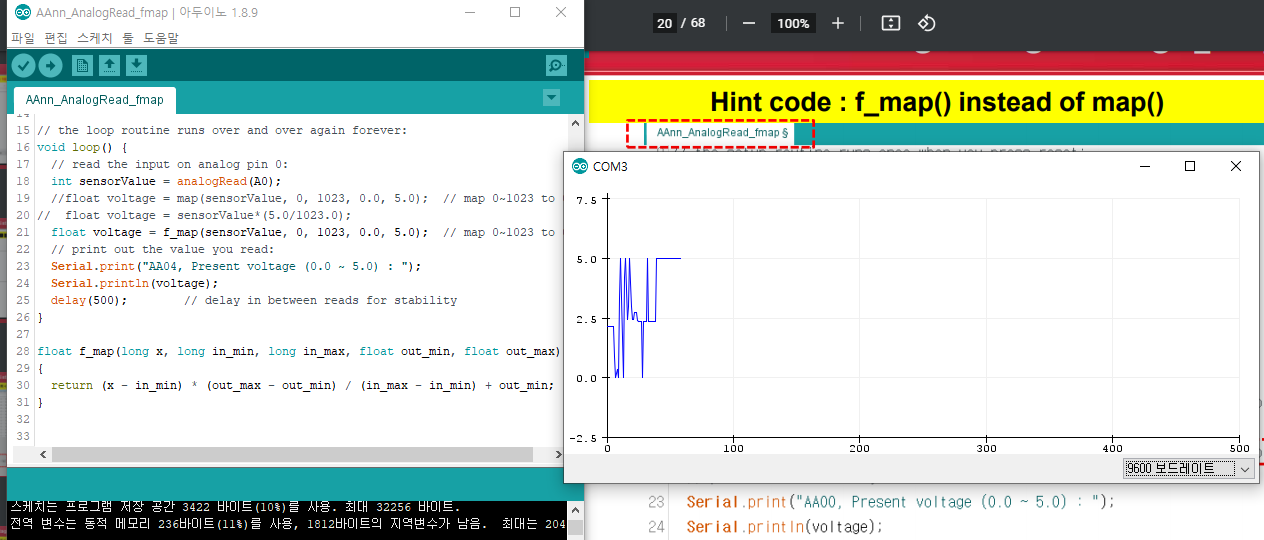 AAnn_AnalogRead_fmap | 아두이노 1.8.9
파일 편집 스케치 툴 도움말
AAnn_AnalogRead_fmap
14
15 // the loop routine runs over and over again forever:
16 void loop() {
17 // read the input on analog pin 0:
18 int sensorValue = analogRead(A0);
19 //float voltage = map(sensorValue, 0, 1023, 0.0, 5.0); // map 0~1023 to
20 // float voltage = sensorValue*(5.0/1023.0);
21 float voltage = f_map(sensorValue, 0, 1023, 0.0, 5.0); // map 0~1023 to
22 // print out the value you read:
23 Serial.print("AA04, Present voltage (0.0 ~ 5.0) : ");
24 Serial.println(voltage);
25 delay(500); // delay in between reads for stability
26 }
27
28 float f_map(long x, long in_min, long in_max, float out_min, float out_max)
29 {
30 return (x - in_min) * (out_max - out_min) / (in_max - in_min) + out_min;
31 }
32
33
스케치는 프로그램 저장 공간 3422 바이트(10%)를 사용. 최대 32256 바이트.
전역 변수는 동적 메모리 236바이트(11%)를 사용, 1812바이트의 지역변수가 남음. 최대는 204
20 / 68
100%
Hint code : f_map() instead of map()
AAnn_AnalogRead_fmap §
COM3
7.5
5.0
2.5
0.0
-2.5
0 100 200 300 400 500
9600 보드레이트
23 Serial.print("AA00, Present voltage (0.0 ~ 5.0) : ");
24 Serial.println(voltage);